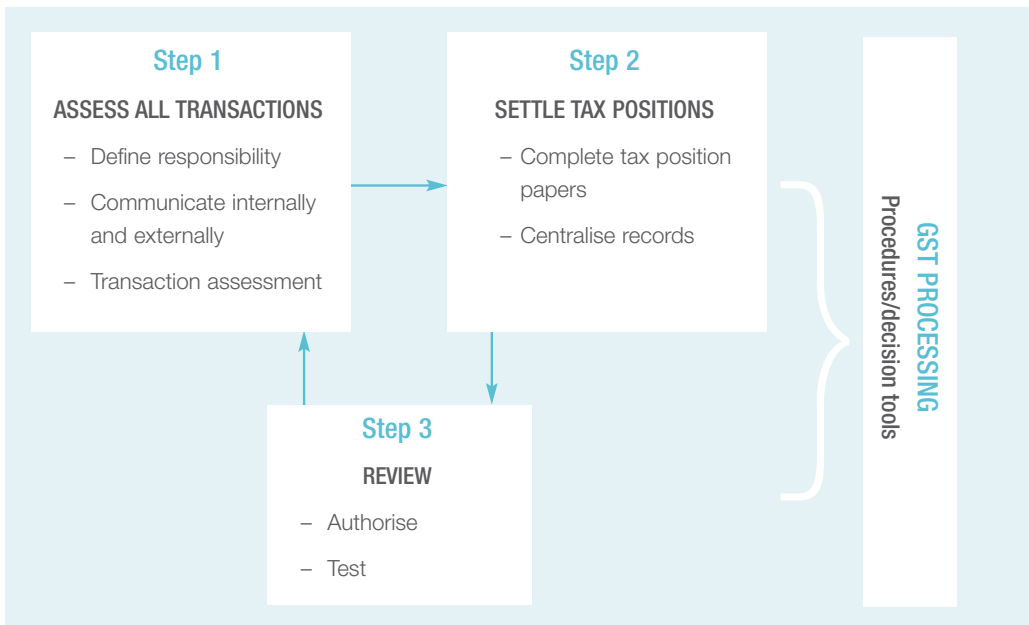 Step 1
ASSESS ALL TRANSACTIONS
– Define responsibility
– Communicate internally
and externally
– Transaction assessment
Step 2
SETTLE TAX POSITIONS
– Complete tax position
papers
– Centralise records
Step 3
REVIEW
– Authorise
– Test
GST PROCESSING
Procedures/decision tools